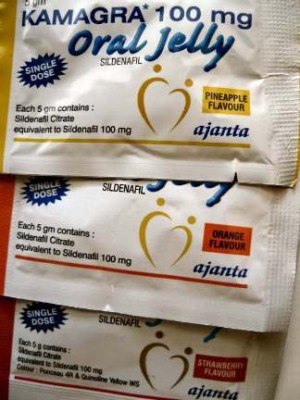 5 gm
KAMAGRA* 100 mg
Oral Jelly
SINGLE
DOSE
SILDENAFIL
Each 5 gm contains :
Sildenafil Citrate
equivalent to Sildenafil 100 mg
PINEAPPLE
FLAVOUR
ajanta
Jelly
SINGLE
DOSE
SILDENAFIL
Each 5 gm contains :
Sildenafil Citrate
equivalent to Sildenafil 100 mg
ORANGE
FLAVOUR
ajanta
Jelly
SINGLE
DOSE
SILDENAFIL
Each 5 g contains :
Sildenafil Citrate
equivalent to Sildenafil 100 mg
Colour : Ponceau 4R & Quinoline Yellow WS
STRAWBERRY
FLAVOUR
ajanta